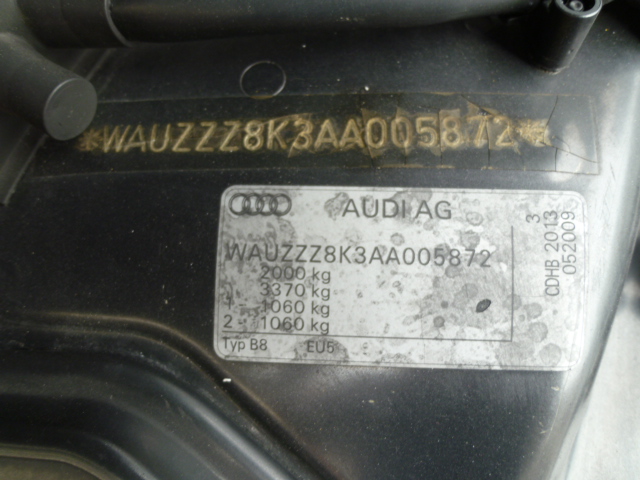 *WAUZZZ8K3AA005872*
AUDI AG
WAUZZZ8K3AA005872
2000 kg
3370 kg
1 - 1060 kg
2 - 1060 kg
Typ B8 EU5
3
CDHB 2013
052009